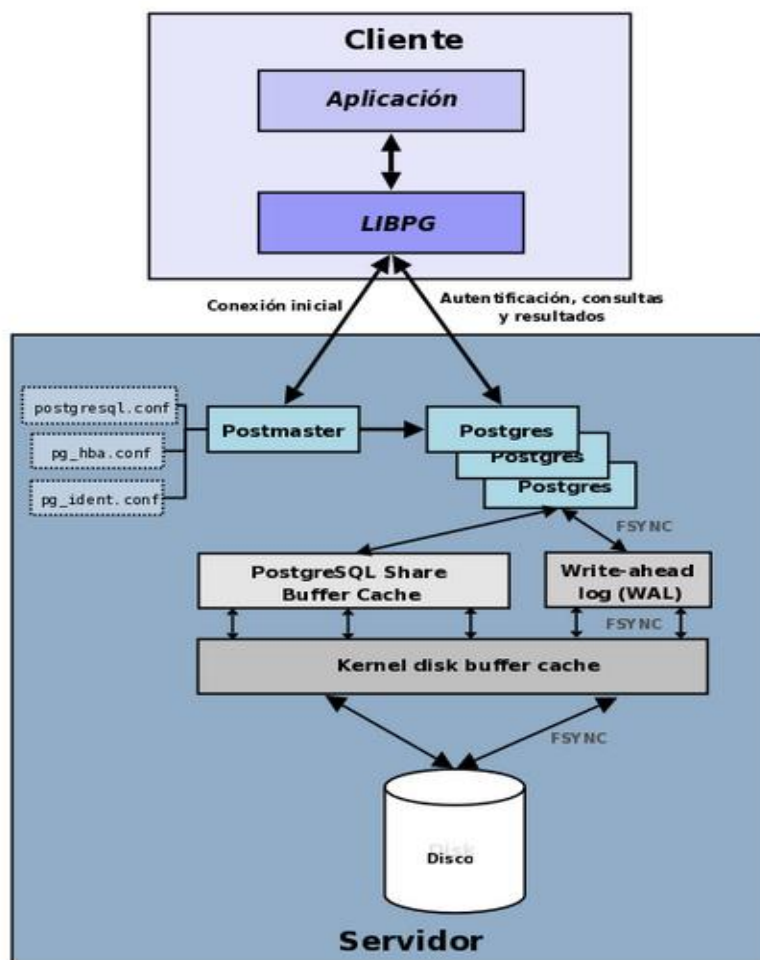 Cliente
Aplicación
LIBPG
Conexión inicial
Autentificación, consultas
y resultados
postgresql.conf
pg_hba.conf
pg_ident.conf
Postmaster
Postgres
Postgres
Postgres
FSYNC
PostgreSQL Share
Buffer Cache
Write-ahead
log (WAL)
FSYNC
Kernel disk buffer cache
FSYNC
Disk
Disco
Servidor